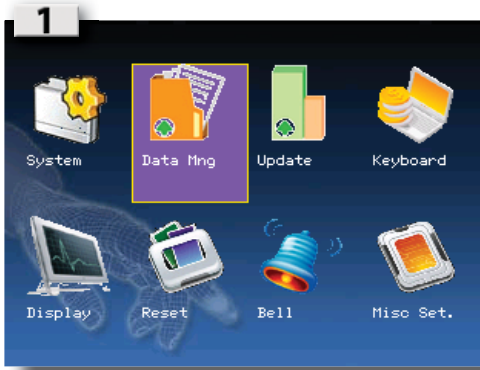 1
System Data Mng Update Keyboard
Display Reset Bell Misc Set.